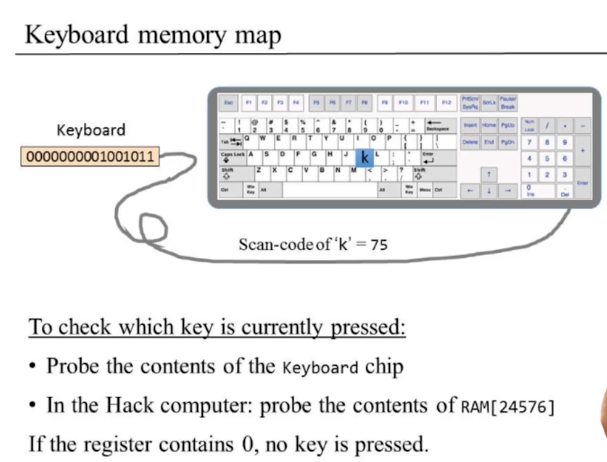 Keyboard memory map
Keyboard
0000000001001011
Esc F1 F2 F3 F4 F5 F6 F7 F8 F9 F10 F11 F12 PrtScn SysRq ScrLk Pause/ Break
~ ! @ # $ % ^ & * ( ) _ + Backspace Insert Home PgUp Num Lock / * -
1 2 3 4 5 6 7 8 9 0 - =
Tab Q W E R T Y U I O P { } Delete End PgDn 7 8 9 +
Caps Lock A S D F G H J k L : Enter 4 5 6
Shift Z X C V B N M < > ? Shift ↑ 1 2 3 Enter
Ctrl Win Key Alt Alt Win Key Menu Ctrl ← ↓ → 0 Ins . Del
Scan-code of ‘k’ = 75
To check which key is currently pressed:
• Probe the contents of the Keyboard chip
• In the Hack computer: probe the contents of RAM[24576]
If the register contains 0, no key is pressed.